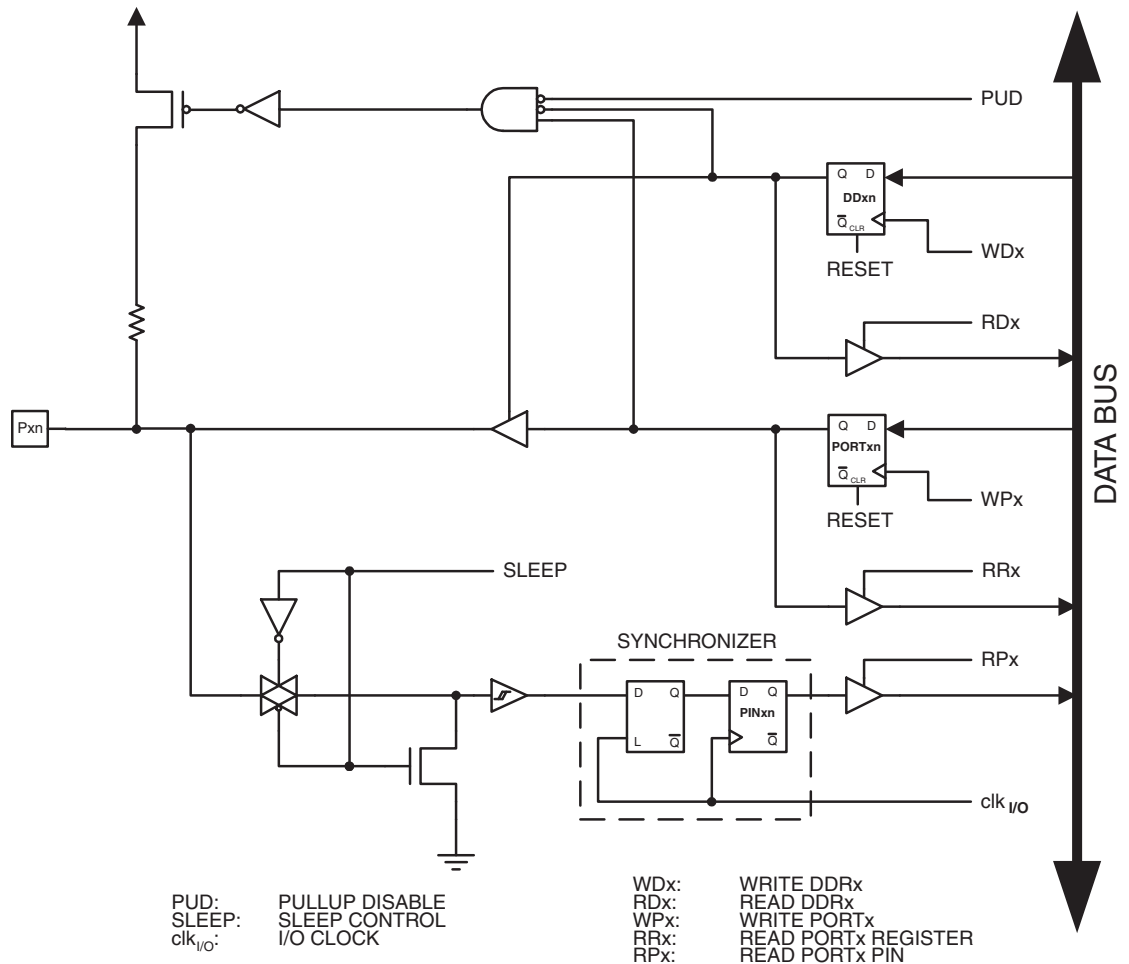 PUD
Q D
DDxn
Q CLR
WDx
RESET
RDx
DATA BUS
Pxn
Q D
PORTxn
Q CLR
WPx
RESET
SLEEP
RRx
SYNCHRONIZER
RPx
D Q
D Q
PINxn
L Q
Q
clk I/O
PUD: PULLUP DISABLE
SLEEP: SLEEP CONTROL
clkI/O: I/O CLOCK
WDx: WRITE DDRx
RDx: READ DDRx
WPx: WRITE PORTx
RRx: READ PORTx REGISTER
RPx: READ PORTx PIN